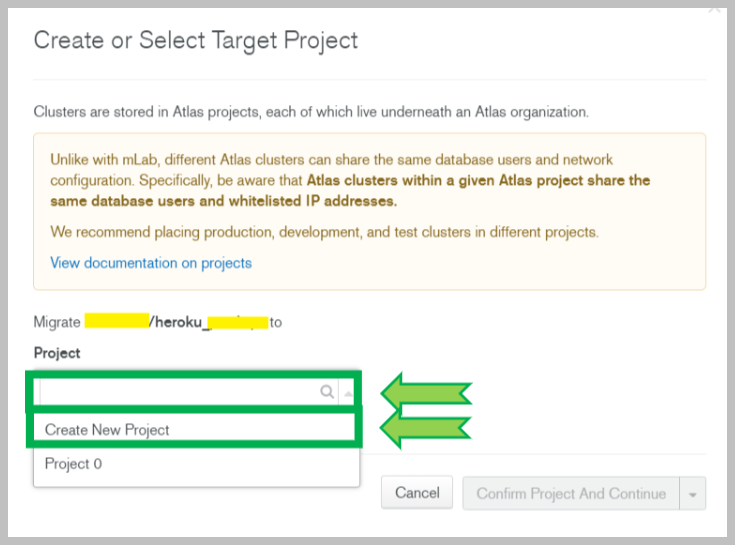 Create or Select Target Project
Clusters are stored in Atlas projects, each of which live underneath an Atlas organization.
Unlike with mLab, different Atlas clusters can share the same database users and network
configuration. Specifically, be aware that Atlas clusters within a given Atlas project share the
same database users and whitelisted IP addresses.
We recommend placing production, development, and test clusters in different projects.
View documentation on projects
Migrate /heroku_ to
Project
Create New Project
Project 0
Cancel
Confirm Project And Continue